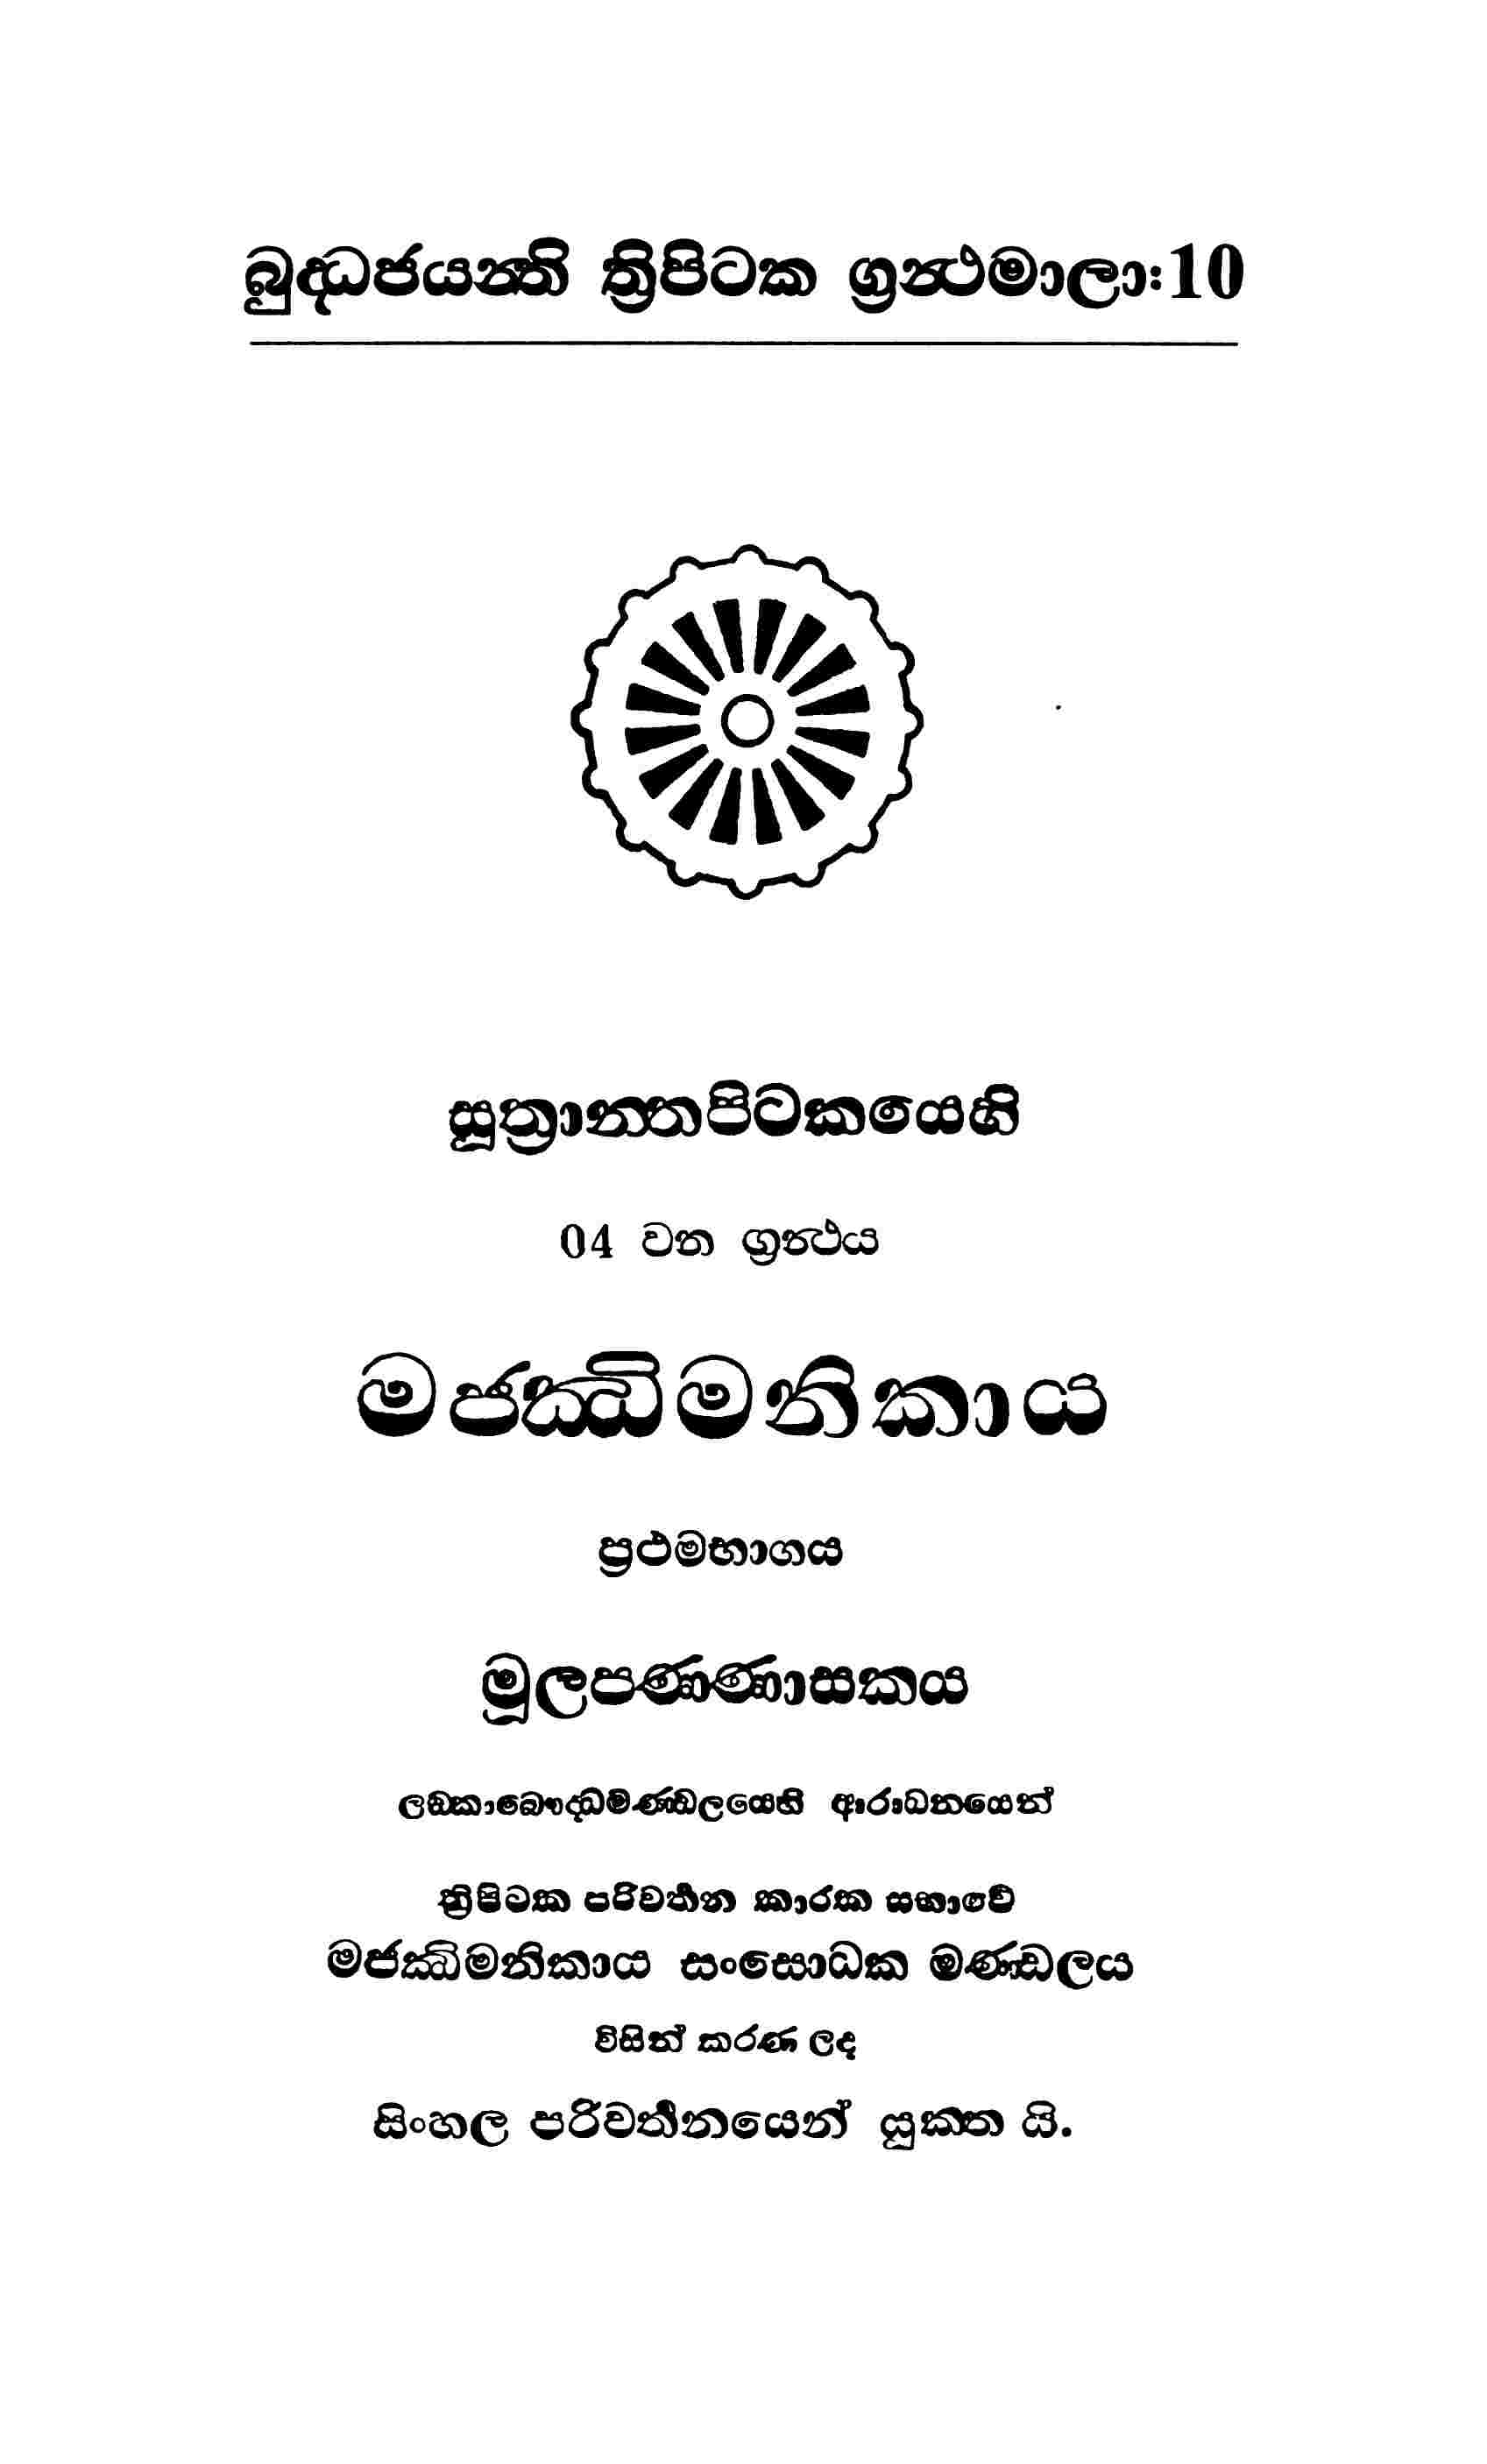 බුද්ධජයන්ති ත්‍රිපිටක ග්‍රන්ථමාලා:10
සූත්‍රාන්තපිටකයෙහි
04 වන ග්‍රන්ථය
මජ්ඣිමනිකාය
ප්‍රථමභාගය
මූලපණ්ණාසකය
ලඞ්කාබෞද්ධමණ්ඩලයෙහි ආරාධනයෙන්
ත්‍රිපිටක පරිවර්තන කාරක සභාවේ
මජ්ඣිමනිකාය සංසොධක මණ්ඩලය
විසින් කරණ ලද
සිංහල පරිවර්තනයෙන් යුක්ත යි.